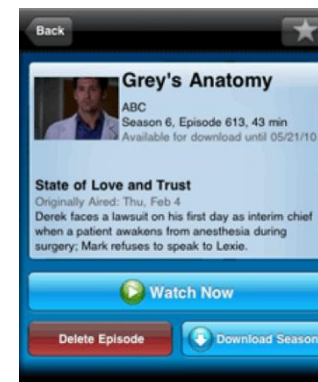 Back
Grey's Anatomy
ABC
Season 6, Episode 613, 43 min
Available for download until 05/21/10
State of Love and Trust
Originally Aired: Thu, Feb 4
Derek faces a lawsuit on his first day as interim chief
when a patient awakens from anesthesia during
surgery; Mark refuses to speak to Lexie.
Watch Now
Delete Episode
Download Season